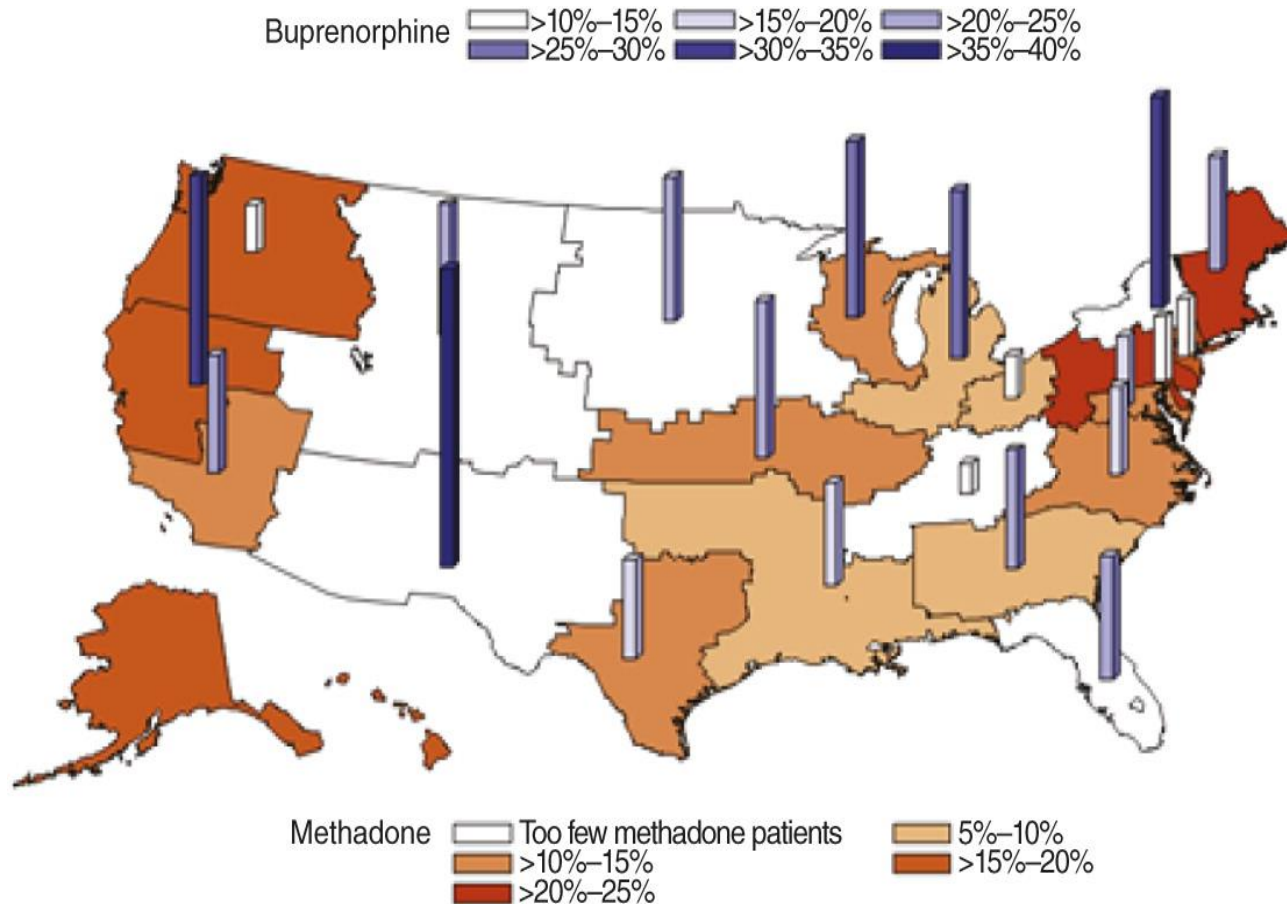 Buprenorphine >10%–15% >15%–20% >20%–25%
>25%–30% >30%–35% >35%–40%
Methadone Too few methadone patients 5%–10%
>10%–15% >15%–20%
>20%–25%